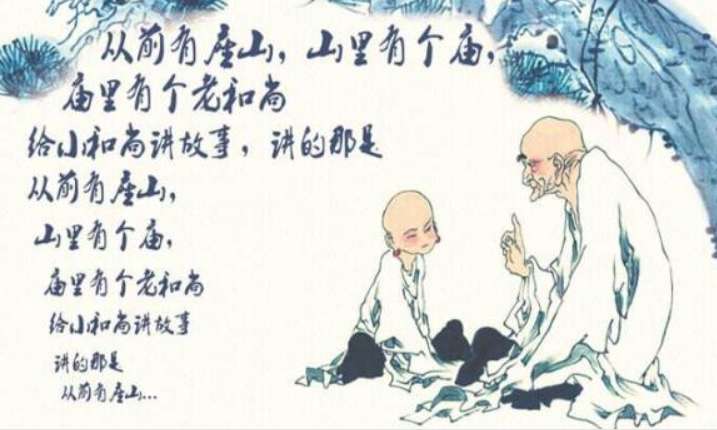 从前有座山，山里有个庙，
庙里有个老和尚
给小和尚讲故事，讲的那是
从前有座山，
山里有个庙，
庙里有个老和尚
给小和尚讲故事
讲的那是
从前有座山...